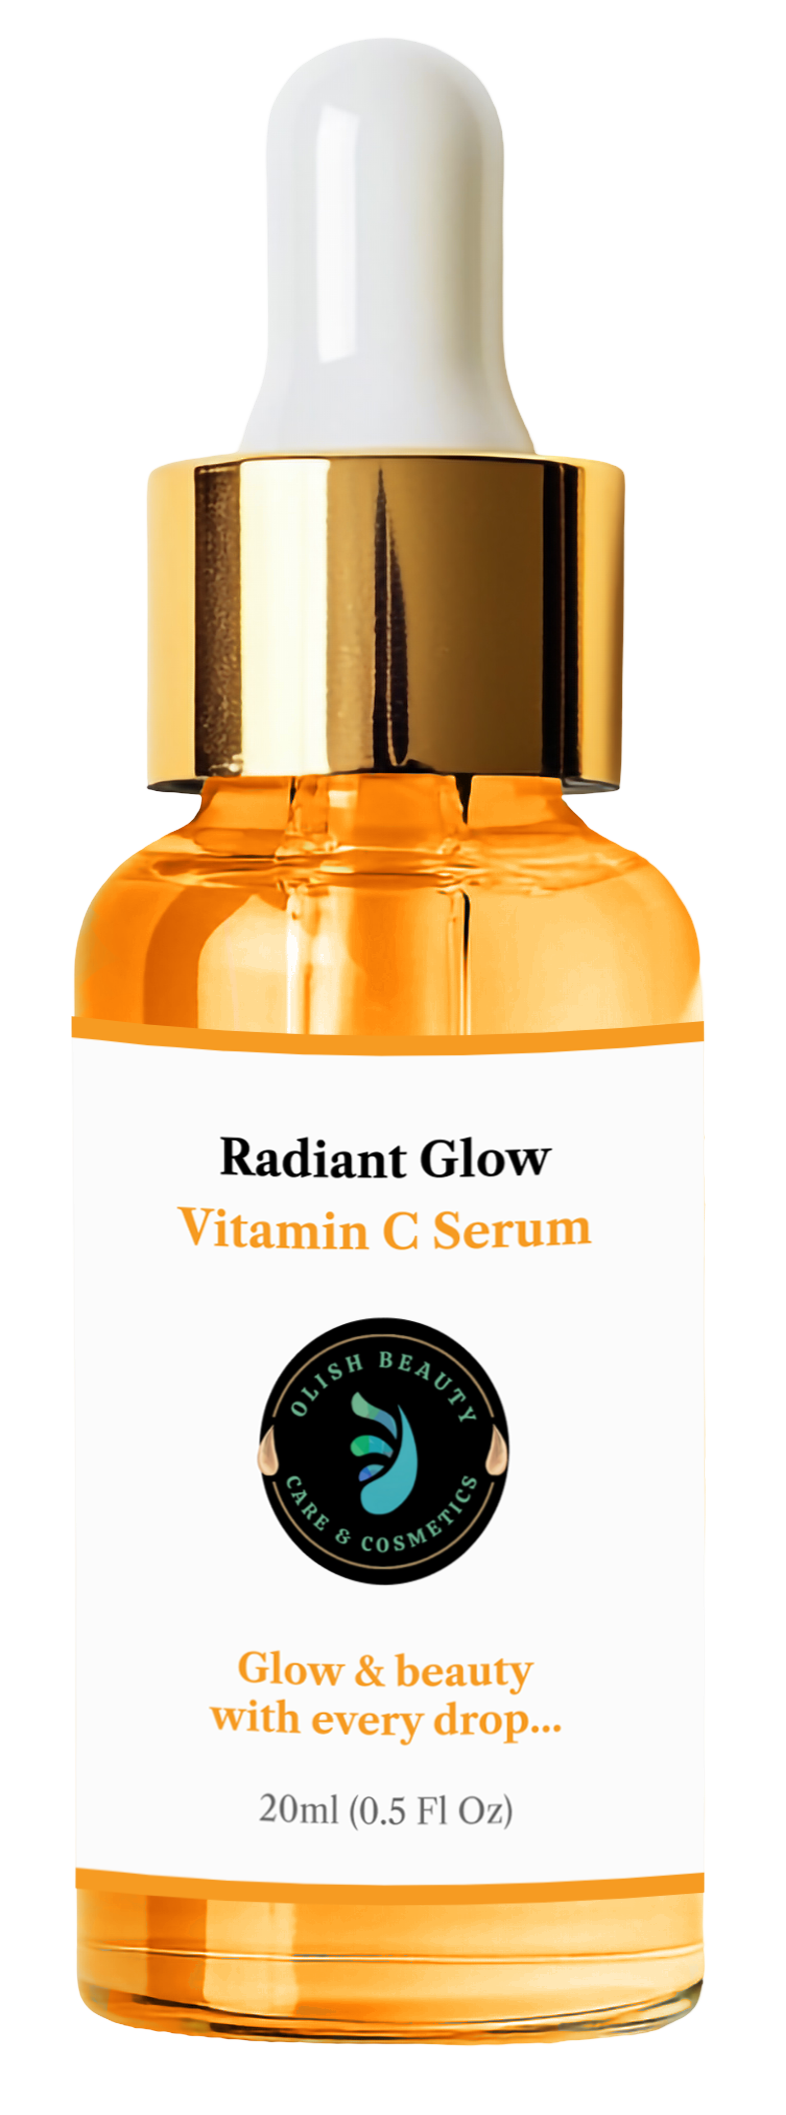 Radiant Glow
Vitamin C Serum
OLISH BEAUTY
CARE & COSMETICS
Glow & beauty
with every drop...
20ml (0.5 Fl Oz)